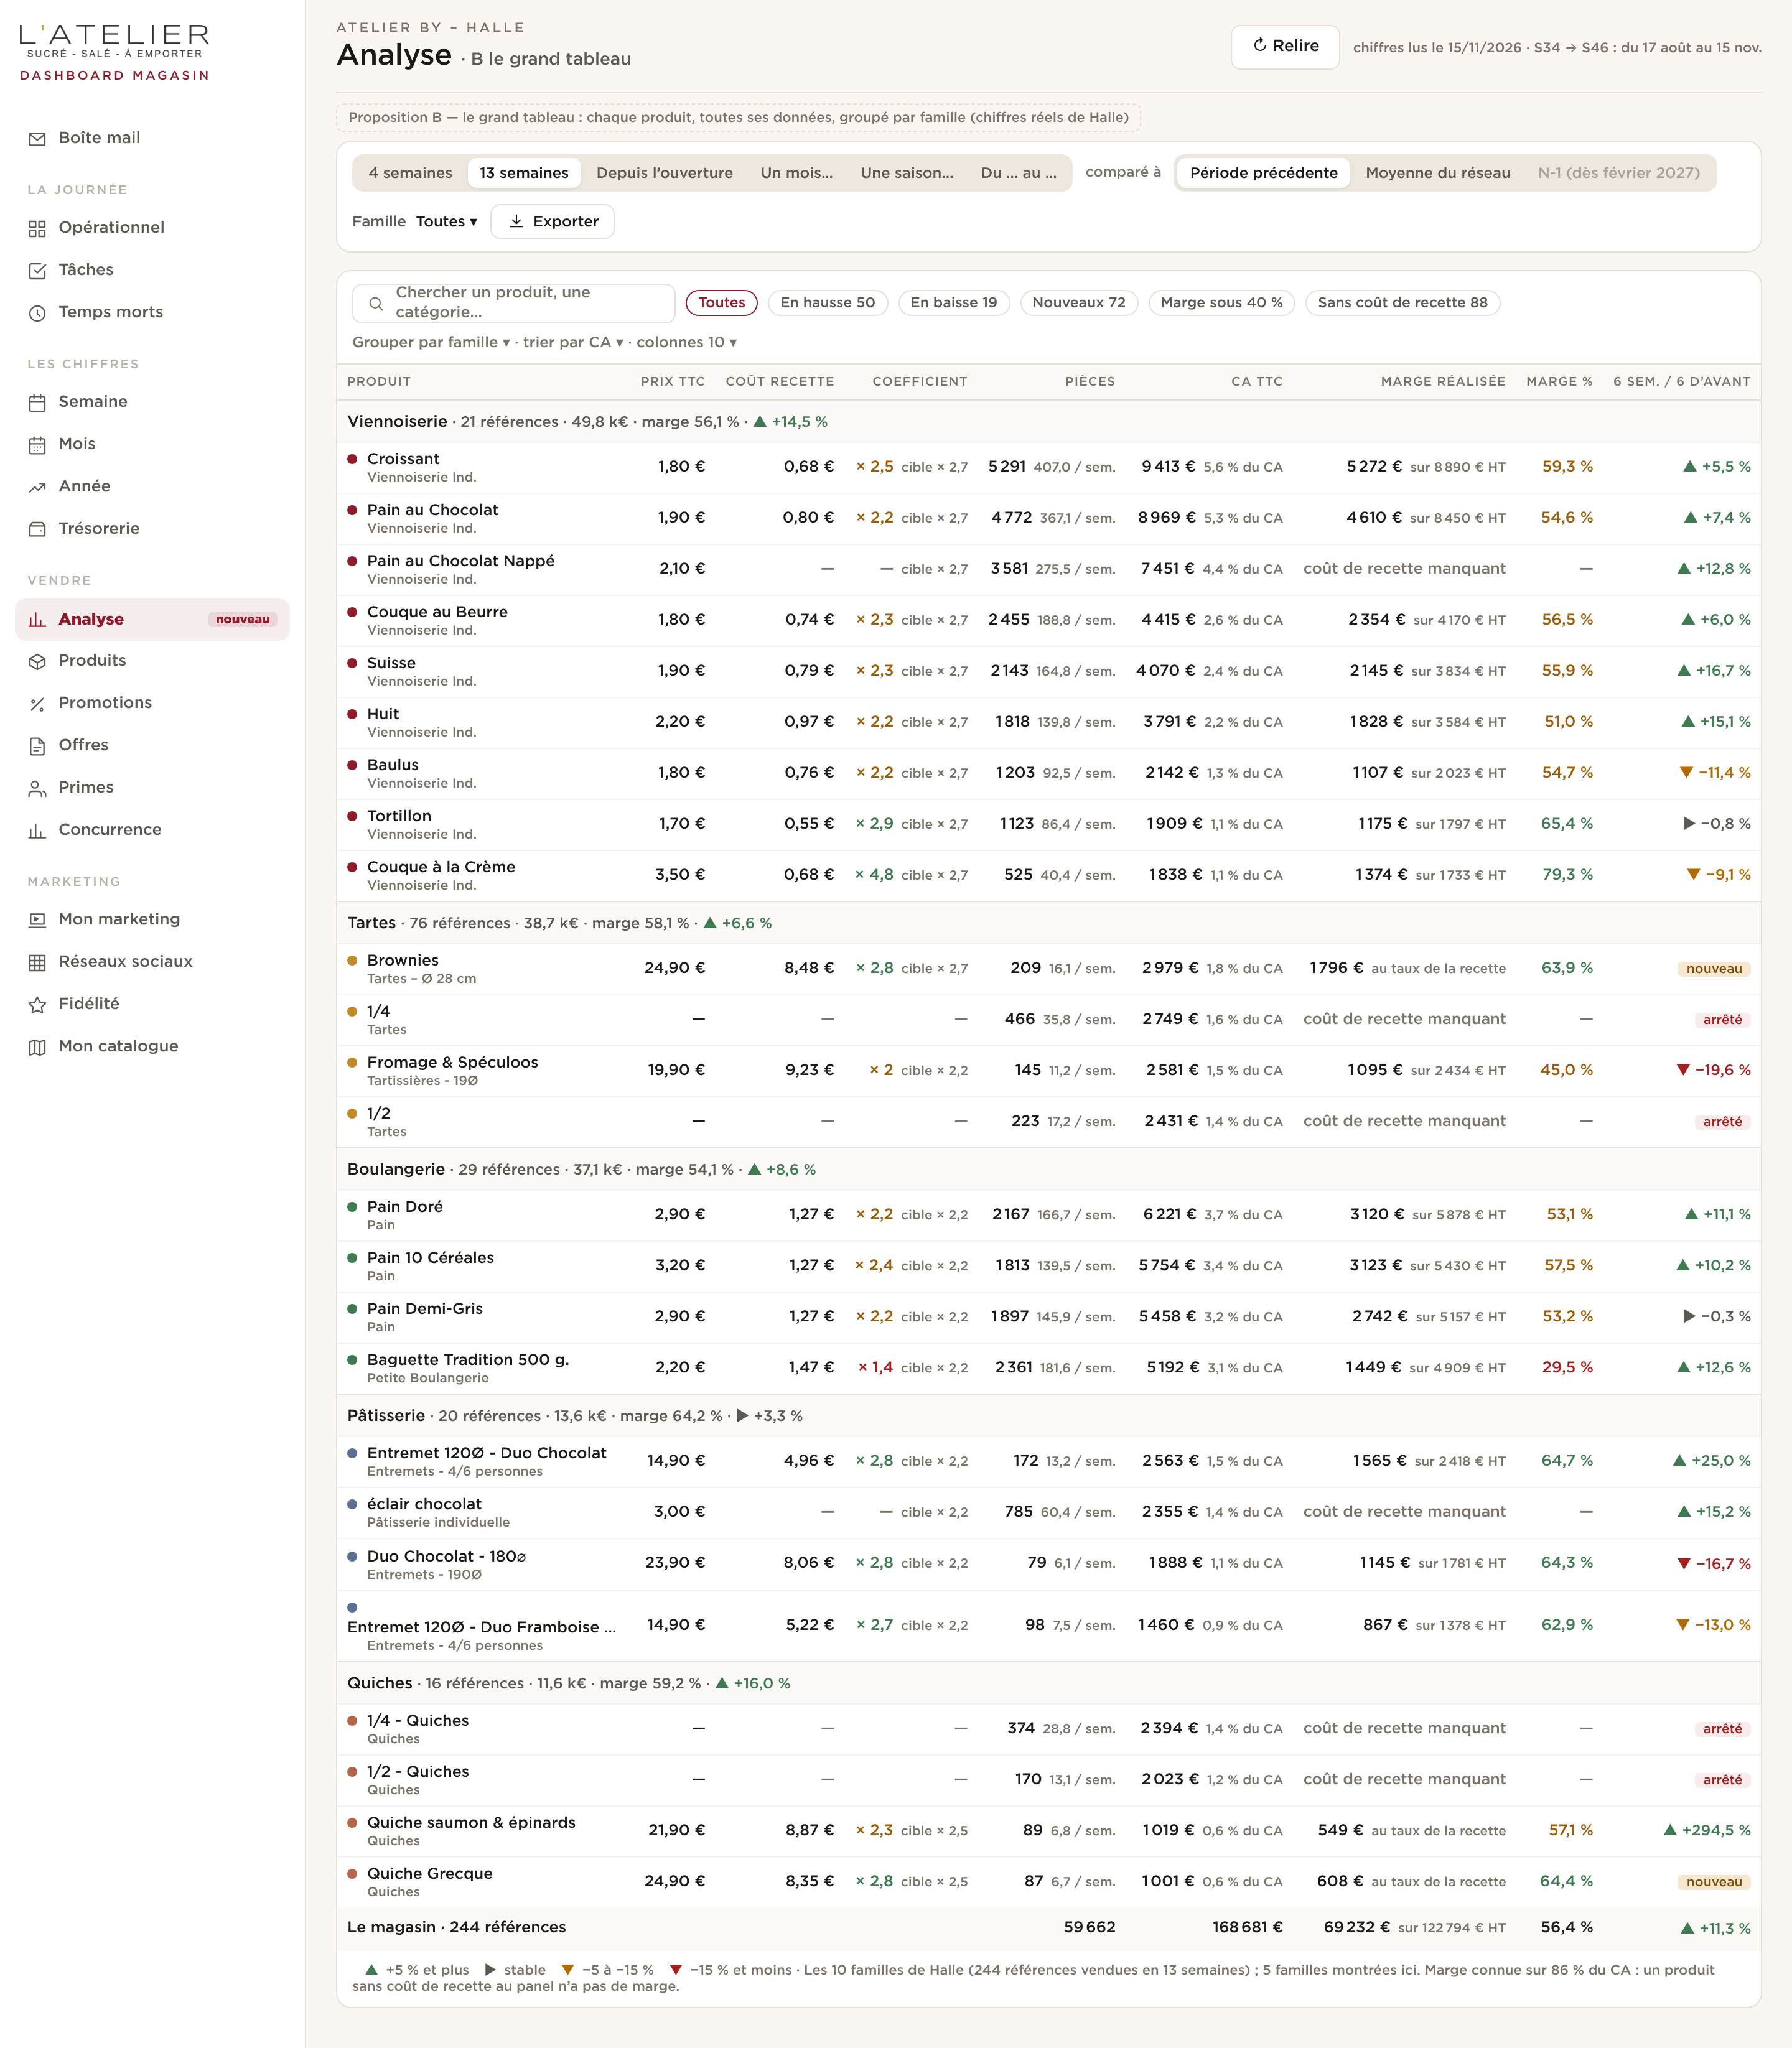 L'ATELIER
SUCRÉ - SALÉ - À EMPORTER
DASHBOARD MAGASIN
Boîte mail
LA JOURNÉE
Opérationnel
Tâches
Temps morts
LES CHIFFRES
Semaine
Mois
Année
Trésorerie
VENDRE
Analyse nouveau
Produits
Promotions
Offres
Primes
Concurrence
MARKETING
Mon marketing
Réseaux sociaux
Fidélité
Mon catalogue
ATELIER BY – HALLE
Analyse · B le grand tableau
Relire
chiffres lus le 15/11/2026 · S34 → S46 : du 17 août au 15 nov.
Proposition B — le grand tableau : chaque produit, toutes ses données, groupé par famille (chiffres réels de Halle)
4 semaines 13 semaines Depuis l’ouverture Un mois... Une saison... Du ... au ... comparé à Période précédente Moyenne du réseau N-1 (dès février 2027)
Famille Toutes ▾ Exporter
Chercher un produit, une catégorie...
Toutes En hausse 50 En baisse 19 Nouveaux 72 Marge sous 40 % Sans coût de recette 88
Grouper par famille ▾ · trier par CA ▾ · colonnes 10 ▾
PRODUIT PRIX TTC COÛT RECETTE COEFFICIENT PIÈCES CA TTC MARGE RÉALISÉE MARGE % 6 SEM. / 6 D’AVANT
Viennoiserie · 21 références · 49,8 k€ · marge 56,1 % · ▲ +14,5 %
Croissant 1,80 € 0,68 € × 2,5 cible × 2,7 5 291 407,0 / sem. 9 413 € 5,6 % du CA 5 272 € sur 8 890 € HT 59,3 % ▲ +5,5 %
Viennoiserie Ind.
Pain au Chocolat 1,90 € 0,80 € × 2,2 cible × 2,7 4 772 367,1 / sem. 8 969 € 5,3 % du CA 4 610 € sur 8 450 € HT 54,6 % ▲ +7,4 %
Viennoiserie Ind.
Pain au Chocolat Nappé 2,10 € — — cible × 2,7 3 581 275,5 / sem. 7 451 € 4,4 % du CA coût de recette manquant — ▲ +12,8 %
Viennoiserie Ind.
Couque au Beurre 1,80 € 0,74 € × 2,3 cible × 2,7 2 455 188,8 / sem. 4 415 € 2,6 % du CA 2 354 € sur 4 170 € HT 56,5 % ▲ +6,0 %
Viennoiserie Ind.
Suisse 1,90 € 0,79 € × 2,3 cible × 2,7 2 143 164,8 / sem. 4 070 € 2,4 % du CA 2 145 € sur 3 834 € HT 55,9 % ▲ +16,7 %
Viennoiserie Ind.
Huit 2,20 € 0,97 € × 2,2 cible × 2,7 1 818 139,8 / sem. 3 791 € 2,2 % du CA 1 828 € sur 3 584 € HT 51,0 % ▲ +15,1 %
Viennoiserie Ind.
Baulus 1,80 € 0,76 € × 2,2 cible × 2,7 1 203 92,5 / sem. 2 142 € 1,3 % du CA 1 107 € sur 2 023 € HT 54,7 % ▼ −11,4 %
Viennoiserie Ind.
Tortillon 1,70 € 0,55 € × 2,9 cible × 2,7 1 123 86,4 / sem. 1 909 € 1,1 % du CA 1 175 € sur 1 797 € HT 65,4 % ▶ −0,8 %
Viennoiserie Ind.
Couque à la Crème 3,50 € 0,68 € × 4,8 cible × 2,7 525 40,4 / sem. 1 838 € 1,1 % du CA 1 374 € sur 1 733 € HT 79,3 % ▼ −9,1 %
Viennoiserie Ind.
Tartes · 76 références · 38,7 k€ · marge 58,1 % · ▲ +6,6 %
Brownies 24,90 € 8,48 € × 2,8 cible × 2,7 209 16,1 / sem. 2 979 € 1,8 % du CA 1 796 € au taux de la recette 63,9 % nouveau
Tartes – Ø 28 cm
1/4 — — — 466 35,8 / sem. 2 749 € 1,6 % du CA coût de recette manquant — arrêté
Tartes
Fromage & Spéculoos 19,90 € 9,23 € × 2 cible × 2,2 145 11,2 / sem. 2 581 € 1,5 % du CA 1 095 € sur 2 434 € HT 45,0 % ▼ −19,6 %
Tartissières - 19Ø
1/2 — — — 223 17,2 / sem. 2 431 € 1,4 % du CA coût de recette manquant — arrêté
Tartes
Boulangerie · 29 références · 37,1 k€ · marge 54,1 % · ▲ +8,6 %
Pain Doré 2,90 € 1,27 € × 2,2 cible × 2,2 2 167 166,7 / sem. 6 221 € 3,7 % du CA 3 120 € sur 5 878 € HT 53,1 % ▲ +11,1 %
Pain
Pain 10 Céréales 3,20 € 1,27 € × 2,4 cible × 2,2 1 813 139,5 / sem. 5 754 € 3,4 % du CA 3 123 € sur 5 430 € HT 57,5 % ▲ +10,2 %
Pain
Pain Demi-Gris 2,90 € 1,27 € × 2,2 cible × 2,2 1 897 145,9 / sem. 5 458 € 3,2 % du CA 2 742 € sur 5 157 € HT 53,2 % ▶ −0,3 %
Pain
Baguette Tradition 500 g. 2,20 € 1,47 € × 1,4 cible × 2,2 2 361 181,6 / sem. 5 192 € 3,1 % du CA 1 449 € sur 4 909 € HT 29,5 % ▲ +12,6 %
Petite Boulangerie
Pâtisserie · 20 références · 13,6 k€ · marge 64,2 % · ▶ +3,3 %
Entremet 120Ø - Duo Chocolat 14,90 € 4,96 € × 2,8 cible × 2,2 172 13,2 / sem. 2 563 € 1,5 % du CA 1 565 € sur 2 418 € HT 64,7 % ▲ +25,0 %
Entremets - 4/6 personnes
éclair chocolat 3,00 € — — cible × 2,2 785 60,4 / sem. 2 355 € 1,4 % du CA coût de recette manquant — ▲ +15,2 %
Pâtisserie individuelle
Duo Chocolat - 180⌀ 23,90 € 8,06 € × 2,8 cible × 2,2 79 6,1 / sem. 1 888 € 1,1 % du CA 1 145 € sur 1 781 € HT 64,3 % ▼ −16,7 %
Entremets - 190Ø
Entremet 120Ø - Duo Framboise ... 14,90 € 5,22 € × 2,7 cible × 2,2 98 7,5 / sem. 1 460 € 0,9 % du CA 867 € sur 1 378 € HT 62,9 % ▼ −13,0 %
Entremets - 4/6 personnes
Quiches · 16 références · 11,6 k€ · marge 59,2 % · ▲ +16,0 %
1/4 - Quiches — — — 374 28,8 / sem. 2 394 € 1,4 % du CA coût de recette manquant — arrêté
Quiches
1/2 - Quiches — — — 170 13,1 / sem. 2 023 € 1,2 % du CA coût de recette manquant — arrêté
Quiches
Quiche saumon & épinards 21,90 € 8,87 € × 2,3 cible × 2,5 89 6,8 / sem. 1 019 € 0,6 % du CA 549 € au taux de la recette 57,1 % ▲ +294,5 %
Quiches
Quiche Grecque 24,90 € 8,35 € × 2,8 cible × 2,5 87 6,7 / sem. 1 001 € 0,6 % du CA 608 € au taux de la recette 64,4 % nouveau
Quiches
Le magasin · 244 références 59 662 168 681 € 69 232 € sur 122 794 € HT 56,4 % ▲ +11,3 %
▲ +5 % et plus ▶ stable ▼ −5 à −15 % ▼ −15 % et moins · Les 10 familles de Halle (244 références vendues en 13 semaines) ; 5 familles montrées ici. Marge connue sur 86 % du CA : un produit
sans coût de recette au panel n’a pas de marge.